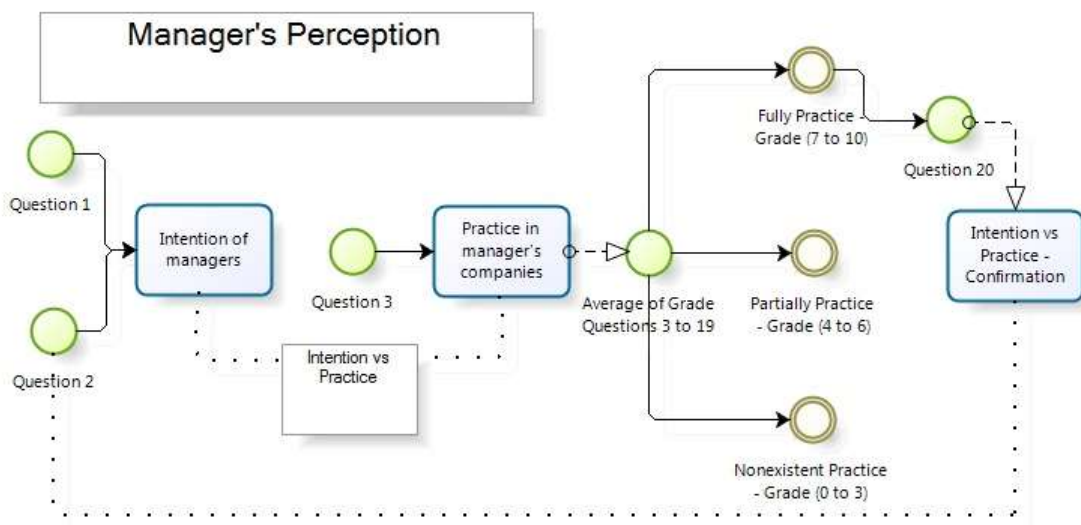 Manager's Perception
Fully Practice -
Grade (7 to 10)
Question 20
Question 1
Intention of
managers
Question 3
Practice in
manager's
companies
Average of Grade
Questions 3 to 19
Partially Practice
- Grade (4 to 6)
Intention vs
Practice -
Confirmation
Question 2
Intention vs
Practice
Nonexistent Practice
- Grade (0 to 3)